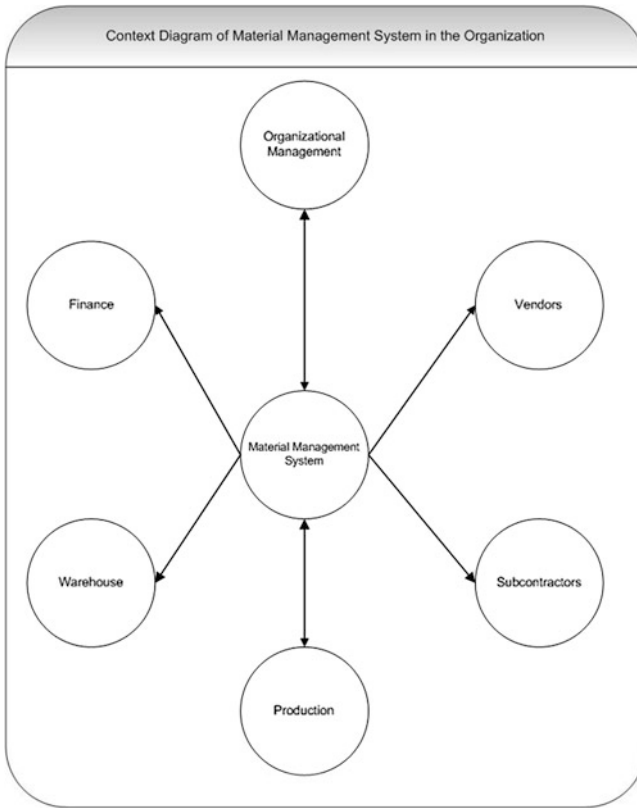 Context Diagram of Material Management System in the Organization
Organizational
Management
Finance
Vendors
Material Management
System
Warehouse
Subcontractors
Production